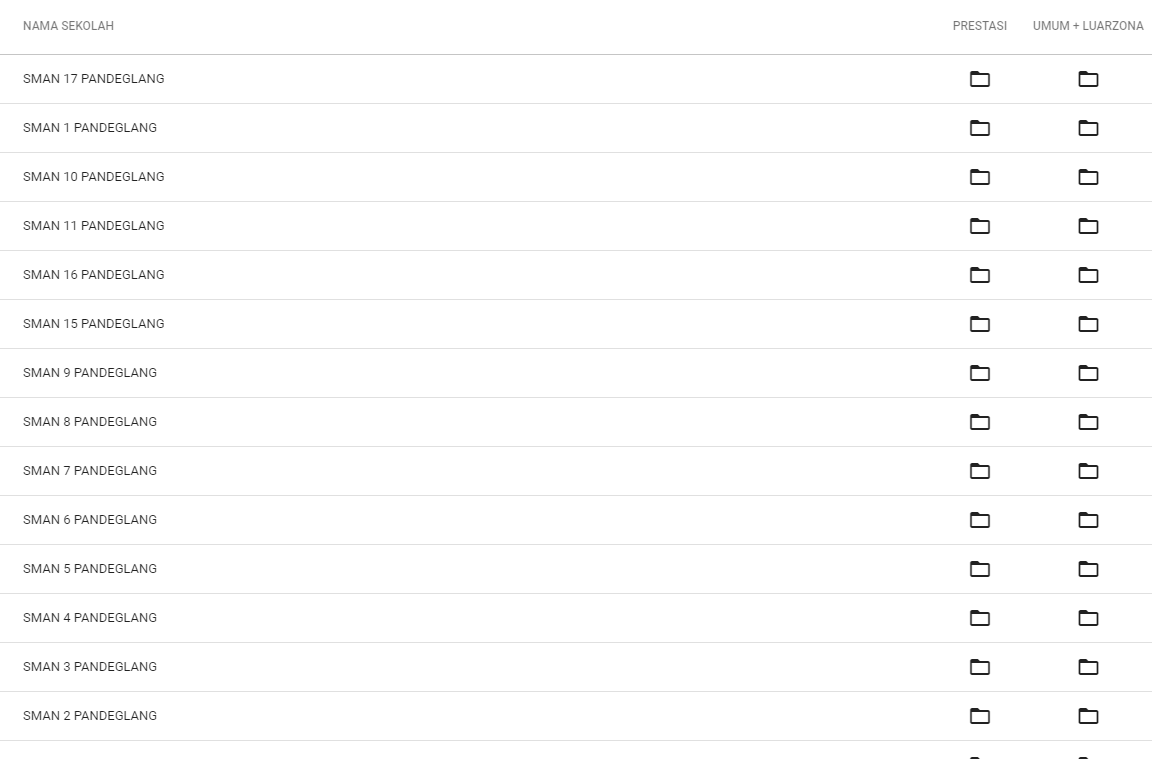 NAMA SEKOLAH PRESTASI UMUM + LUARZONA
SMAN 17 PANDEGLANG
SMAN 1 PANDEGLANG
SMAN 10 PANDEGLANG
SMAN 11 PANDEGLANG
SMAN 16 PANDEGLANG
SMAN 15 PANDEGLANG
SMAN 9 PANDEGLANG
SMAN 8 PANDEGLANG
SMAN 7 PANDEGLANG
SMAN 6 PANDEGLANG
SMAN 5 PANDEGLANG
SMAN 4 PANDEGLANG
SMAN 3 PANDEGLANG
SMAN 2 PANDEGLANG